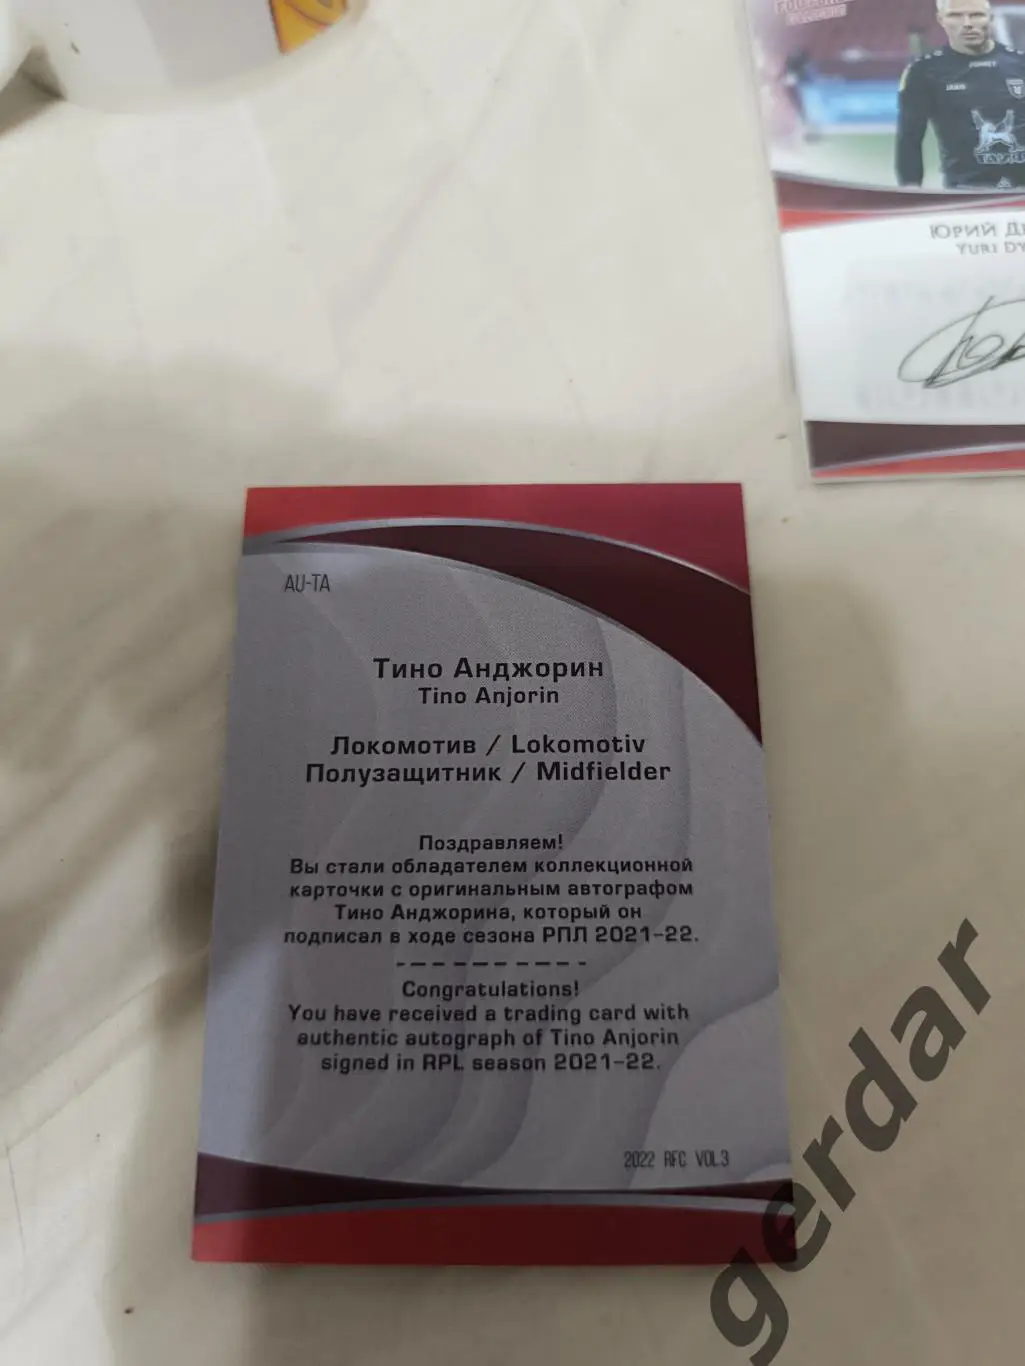 ЮРИЙ
YURI
AU-TA
Тино Анджорин
Tino Anjorin
Локомотив / Lokomotiv
Полузащитник / Midfielder
Поздравляем!
Вы стали обладателем коллекционной
карточки с оригинальным автографом
Тино Анджорина, который он
подписал в ходе сезона РПЛ 2021-22.
Congratulations!
You have received a trading card with
authentic autograph of Tino Anjorin
signed in RPL season 2021-22.
2022 RFC VOL3
gerdar